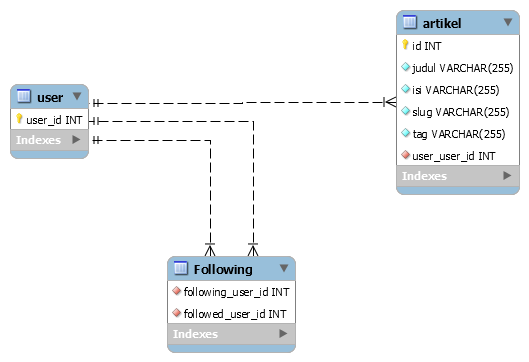 user
user_id INT
Indexes
artikel
id INT
judul VARCHAR(255)
isi VARCHAR(255)
slug VARCHAR(255)
tag VARCHAR(255)
user_user_id INT
Indexes
Following
following_user_id INT
followed_user_id INT
Indexes